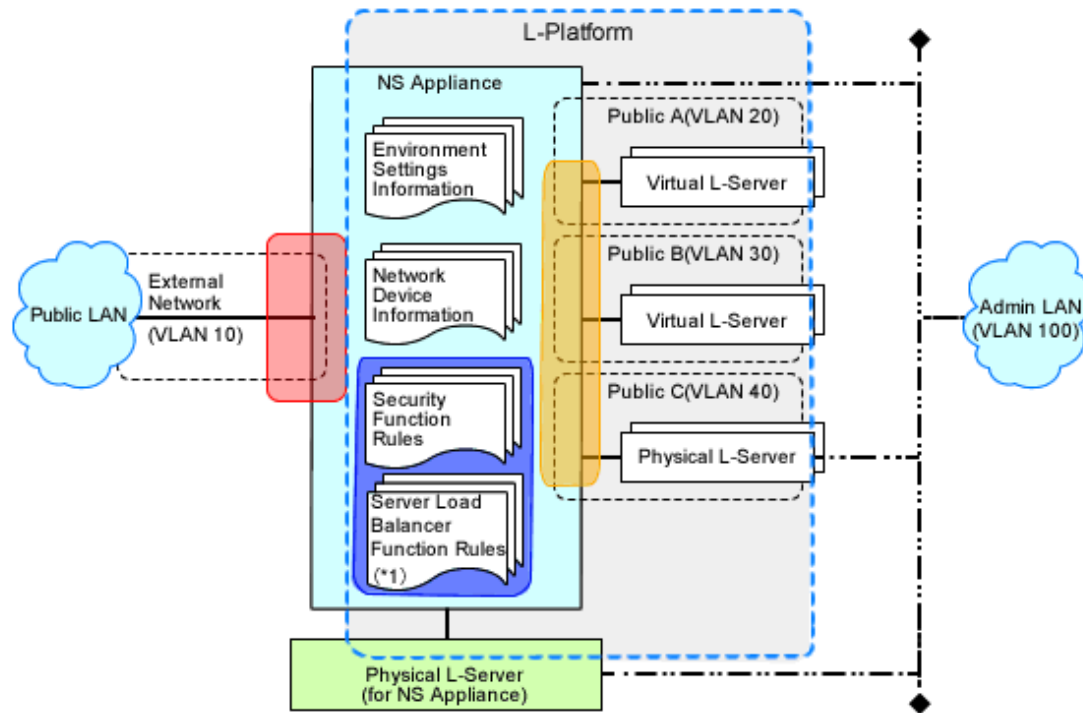 L-Platform
NS Appliance
Environment
Settings
Information
Network
Device
Information
Security
Function
Rules
Server Load
Balancer
Function Rules
(*1)
Public LAN
External
Network
(VLAN 10)
Public A(VLAN 20)
Virtual L-Server
Public B(VLAN 30)
Virtual L-Server
Public C(VLAN 40)
Physical L-Server
Admin LAN
(VLAN 100)
Physical L-Server
(for NS Appliance)